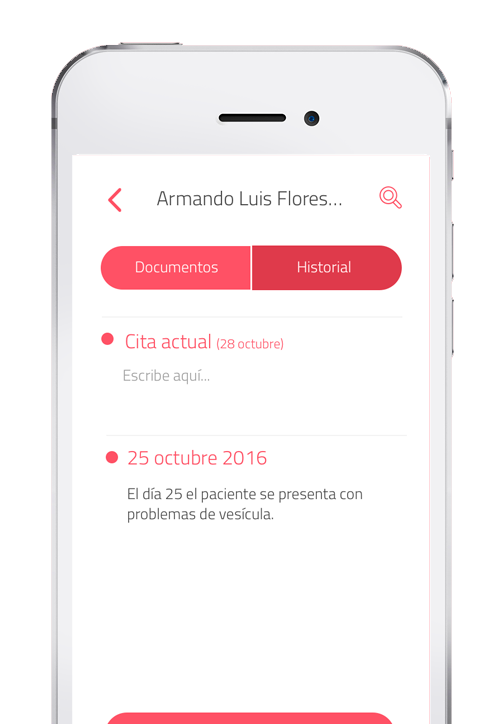 Armando Luis Flores...
Documentos
Historial
Cita actual (28 octubre)
Escribe aquí...
25 octubre 2016
El día 25 el paciente se presenta con
problemas de vesícula.